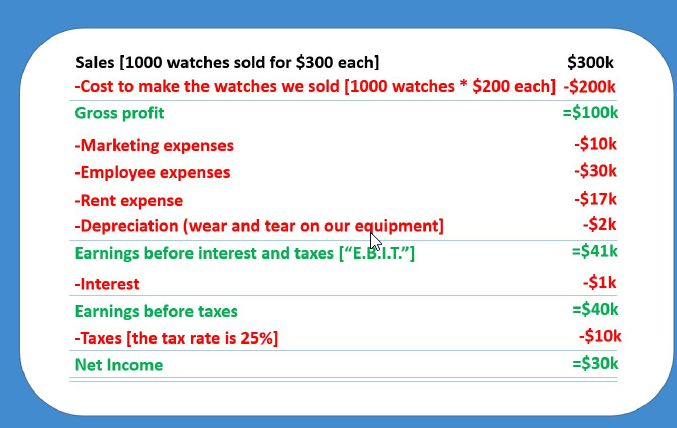 Sales [1000 watches sold for $300 each] $300k
-Cost to make the watches we sold [1000 watches * $200 each] -$200k
Gross profit =$100k
-Marketing expenses -$10k
-Employee expenses -$30k
-Rent expense -$17k
-Depreciation (wear and tear on our equipment] -$2k
Earnings before interest and taxes [“E.B.I.T.”] =$41k
-Interest -$1k
Earnings before taxes =$40k
-Taxes [the tax rate is 25%] -$10k
Net Income =$30k